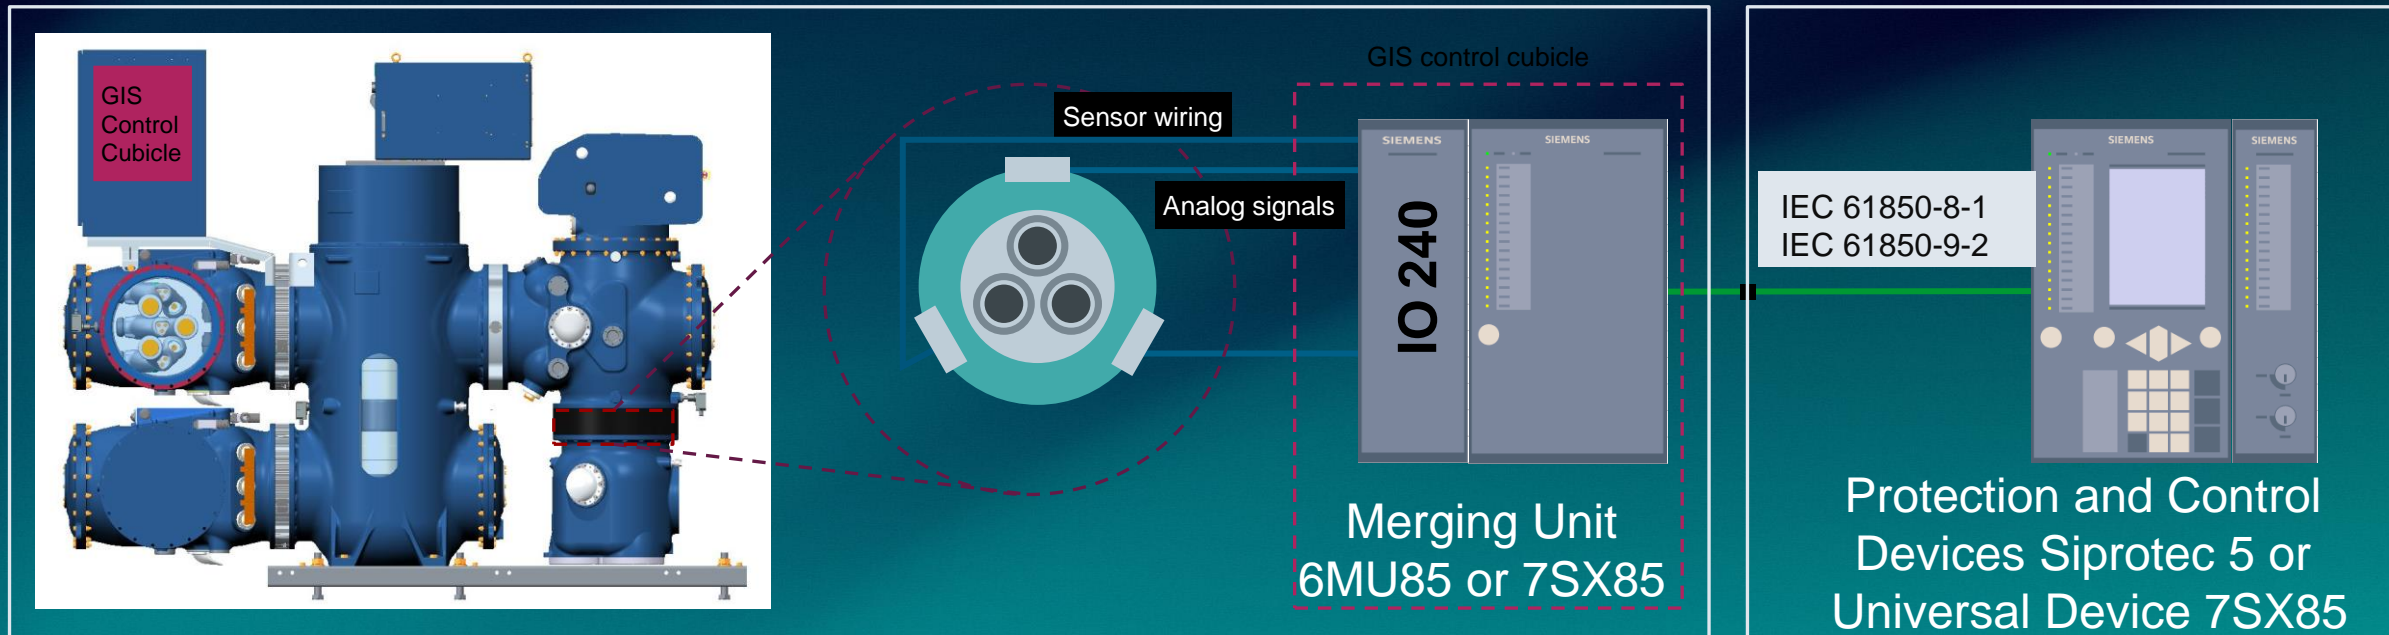 GIS
Control
Cubicle
Sensor wiring
Analog signals
GIS control cubicle
SIEMENS
SIEMENS
IO 240
Merging Unit
6MU85 or 7SX85
IEC 61850-8-1
IEC 61850-9-2
SIEMENS
SIEMENS
Protection and Control
Devices Siprotec 5 or
Universal Device 7SX85